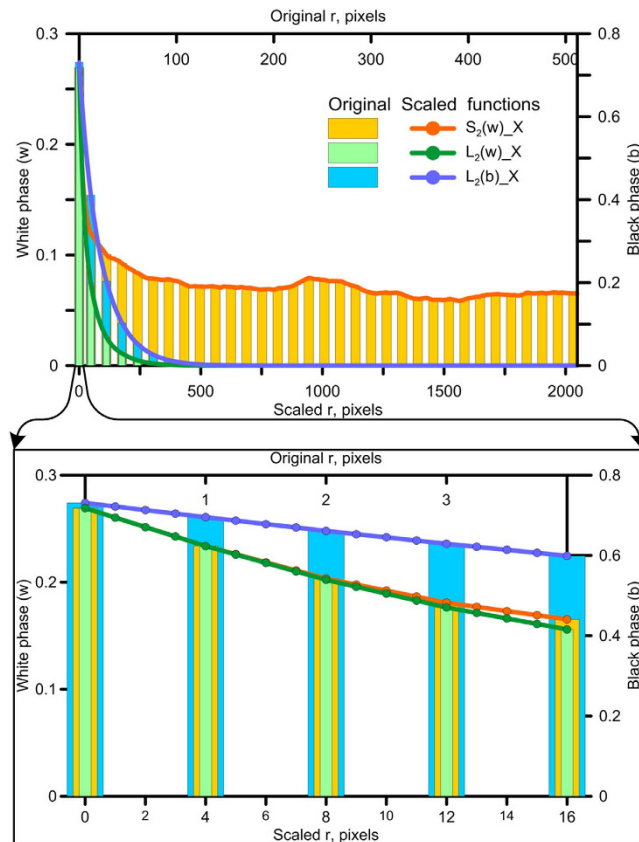 Original r, pixels
100 200 300 400 500
0.3 0.8
0.6
0.2
0.4
0.1
0.2
0 0
White phase (w)
Black phase (b)
Original Scaled functions
S₂(w)_X
L₂(w)_X
L₂(b)_X
0 500 1000 1500 2000
Scaled r, pixels
Original r, pixels
1 2 3
0.3 0.8
0.6
0.2
0.4
0.1
0.2
0 0
White phase (w)
Black phase (b)
0 2 4 6 8 10 12 14 16
Scaled r, pixels